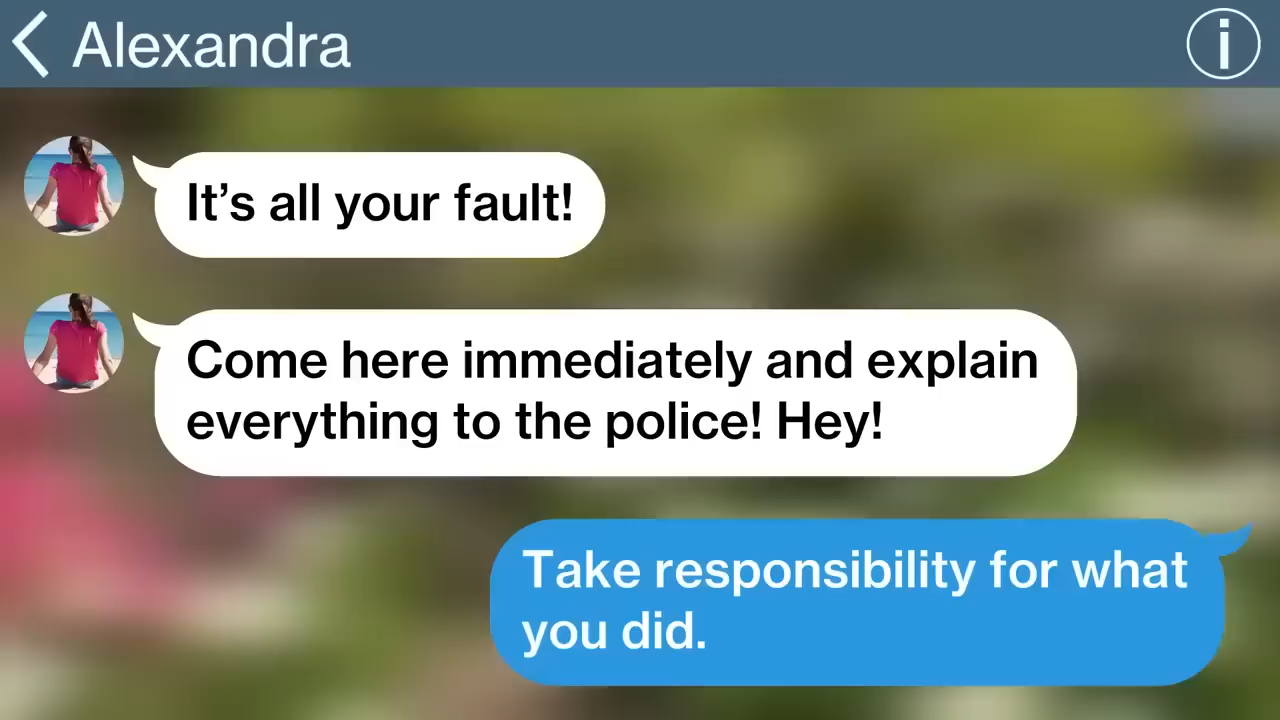 Alexandra
It’s all your fault!
Come here immediately and explain
everything to the police! Hey!
Take responsibility for what
you did.